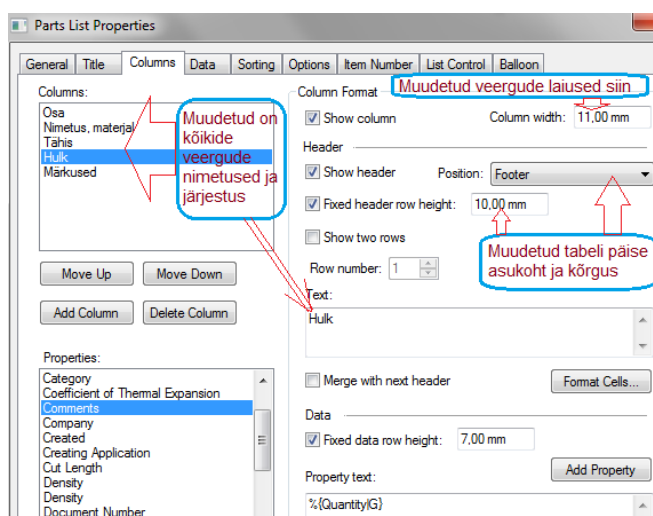 Parts List Properties
General Title Columns Data Sorting Options Item Number List Control Balloon
Columns:
Osa
Nimetus, materjal
Tähis
Hulk
Märkused
Muudetud on
kõikide
veergude
nimetused ja
järjestus
Move Up Move Down
Add Column Delete Column
Properties:
Category
Coefficient of Thermal Expansion
Comments
Company
Created
Creating Application
Cut Length
Density
Density
Document Number
Column Format
Muudetud veergude laiused siin
Show column Column width: 11,00 mm
Header
Show header Position: Footer
Fixed header row height: 10,00 mm
Show two rows
Muudetud tabeli päise
asukoht ja kõrgus
Row number: 1
Text:
Hulk
Merge with next header Format Cells...
Data
Fixed data row height: 7,00 mm
Property text: Add Property
%{Quantity|G}